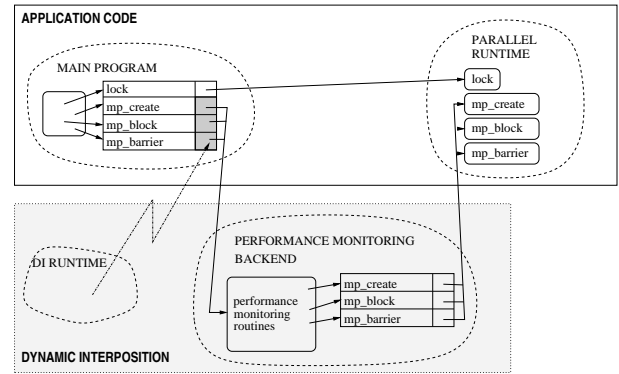 APPLICATION CODE
MAIN PROGRAM
lock
mp_create
mp_block
mp_barrier
PARALLEL
RUNTIME
lock
mp_create
mp_block
mp_barrier
DI RUNTIME
PERFORMANCE MONITORING
BACKEND
performance
monitoring
routines
mp_create
mp_block
mp_barrier
DYNAMIC INTERPOSITION